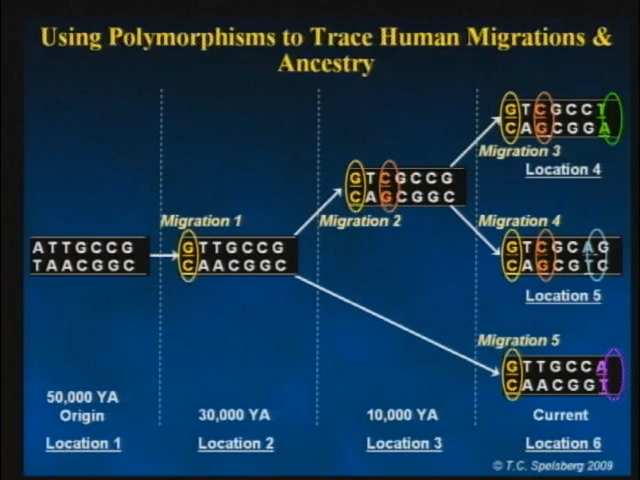 Using Polymorphisms to Trace Human Migrations &
Ancestry
GTCGCCT
CAGCGGA
Migration 3
Location 4
GTCGCCG
CAGCGGC
Migration 1
Migration 2
Migration 4
ATTGCCG
TAACGGC
GTTGCCG
CAACGGC
GTCGCAG
CAGCGTC
Location 5
Migration 5
GTTGCCA
CAACGGT
50,000 YA
Origin
30,000 YA
10,000 YA
Current
Location 1
Location 2
Location 3
Location 6
© T.C. Spelsberg 2009